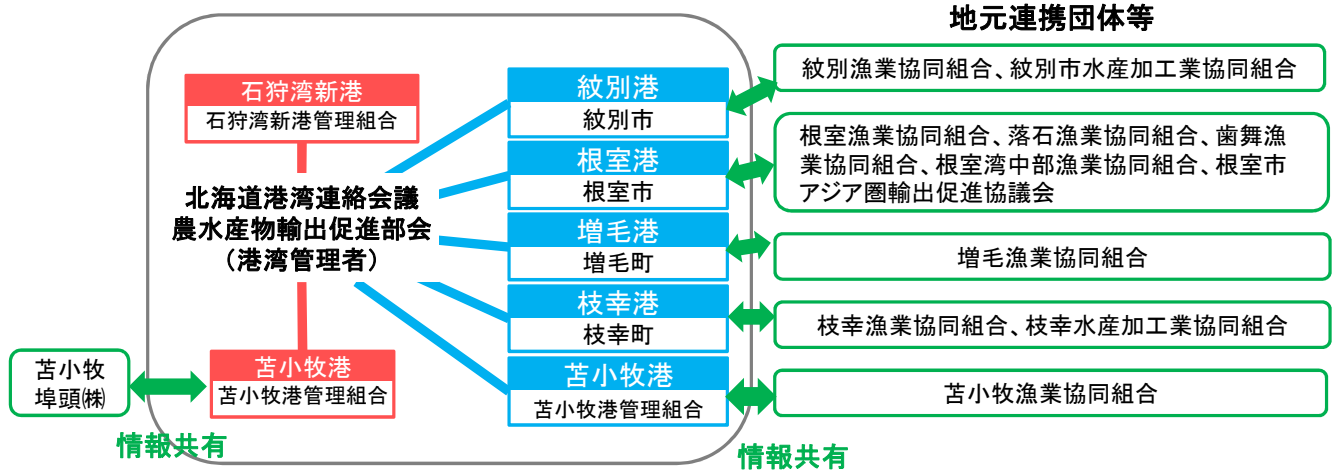 地元連携団体等
石狩湾新港
石狩湾新港管理組合
北海道港湾連絡会議
農水産物輸出促進部会
（港湾管理者）
苫小牧港
苫小牧港管理組合
苫小牧
埠頭㈱
情報共有
紋別港
紋別市
根室港
根室市
増毛港
増毛町
枝幸港
枝幸町
苫小牧港
苫小牧港管理組合
紋別漁業協同組合、紋別市水産加工業協同組合
根室漁業協同組合、落石漁業協同組合、歯舞漁
業協同組合、根室湾中部漁業協同組合、根室市
アジア圏輸出促進協議会
増毛漁業協同組合
枝幸漁業協同組合、枝幸水産加工業協同組合
苫小牧漁業協同組合
情報共有